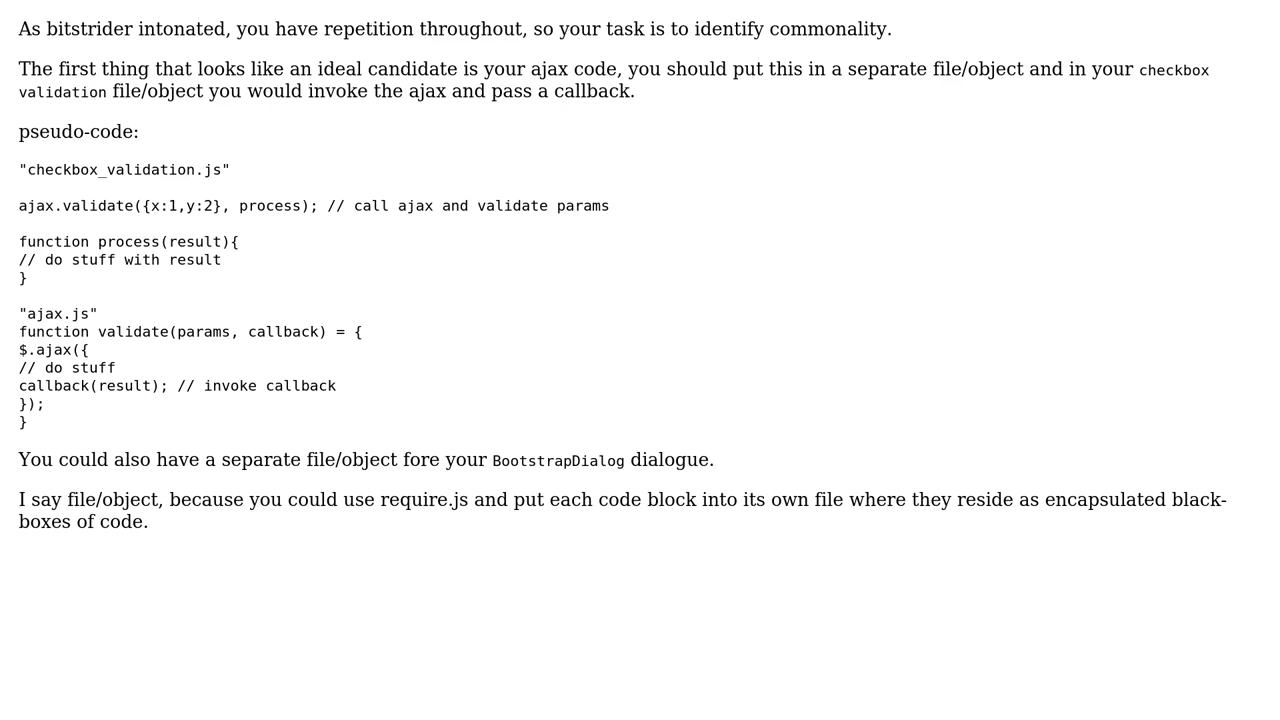 As bitstrider intonated, you have repetition throughout, so your task is to identify commonality.
The first thing that looks like an ideal candidate is your ajax code, you should put this in a separate file/object and in your checkbox
validation file/object you would invoke the ajax and pass a callback.
pseudo-code:
"checkbox_validation.js"
ajax.validate({x:1,y:2}, process); // call ajax and validate params
function process(result){
// do stuff with result
}
"ajax.js"
function validate(params, callback) = {
$.ajax({
// do stuff
callback(result); // invoke callback
});
}
You could also have a separate file/object fore your BootstrapDialog dialogue.
I say file/object, because you could use require.js and put each code block into its own file where they reside as encapsulated black-
boxes of code.